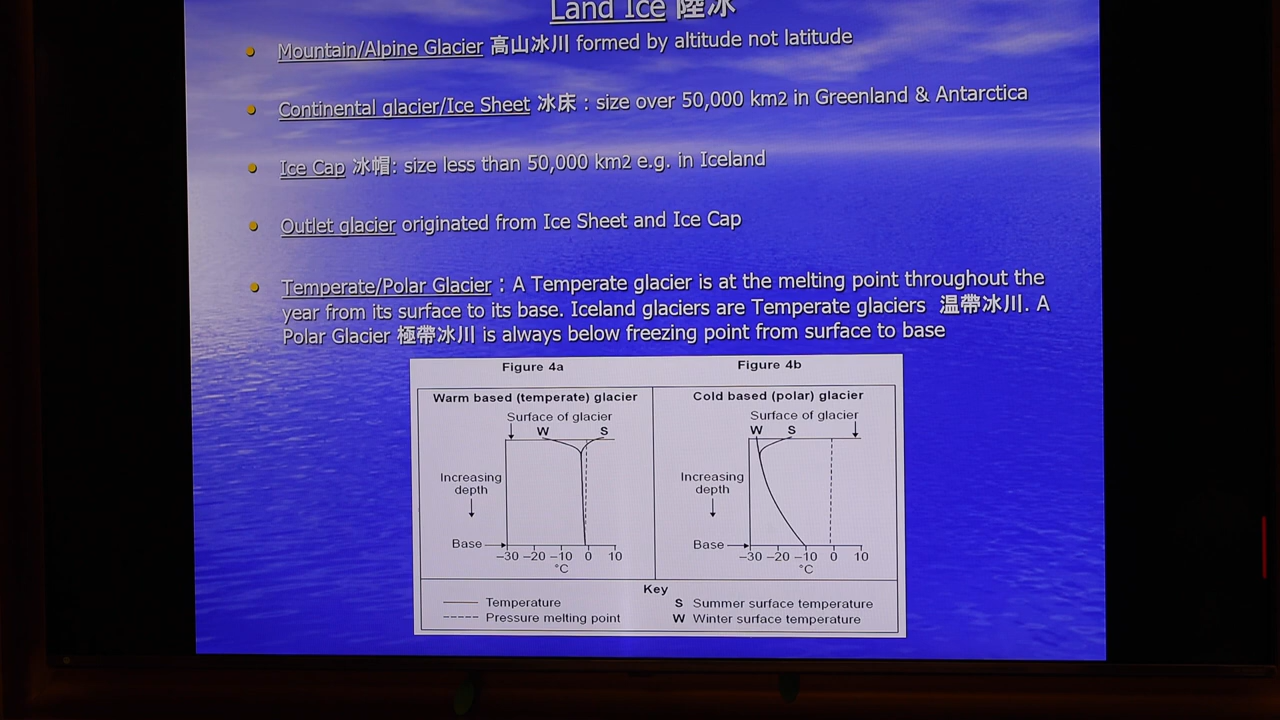 Land Ice 陸冰
Mountain/Alpine Glacier 高山冰川 formed by altitude not latitude
Continental glacier/Ice Sheet 冰床 : size over 50,000 km2 in Greenland & Antarctica
Ice Cap 冰帽: size less than 50,000 km2 e.g. in Iceland
Outlet glacier originated from Ice Sheet and Ice Cap
Temperate/Polar Glacier : A Temperate glacier is at the melting point throughout the
year from its surface to its base. Iceland glaciers are Temperate glaciers 温帶冰川. A
Polar Glacier 極帶冰川 is always below freezing point from surface to base
Figure 4a
Warm based (temperate) glacier
Surface of glacier
W S
Increasing
depth
Base
−30 −20 −10 0 10
°C
Figure 4b
Cold based (polar) glacier
Surface of glacier
W S
Increasing
depth
Base
−30 −20 −10 0 10
°C
Key
Temperature
Pressure melting point
S Summer surface temperature
W Winter surface temperature